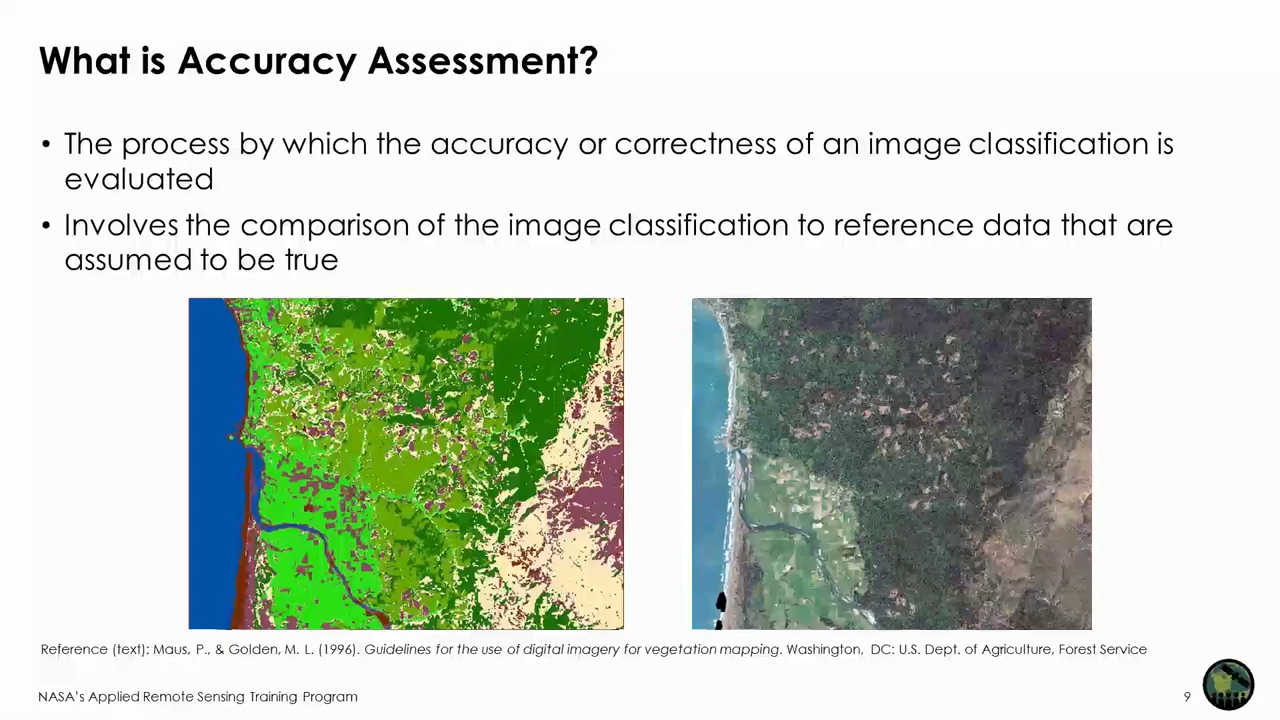 What is Accuracy Assessment?
• The process by which the accuracy or correctness of an image classification is
evaluated
• Involves the comparison of the image classification to reference data that are
assumed to be true
Reference (text): Maus, P., & Golden, M. L. (1996). Guidelines for the use of digital imagery for vegetation mapping. Washington, DC: U.S. Dept. of Agriculture, Forest Service
NASA's Applied Remote Sensing Training Program
9